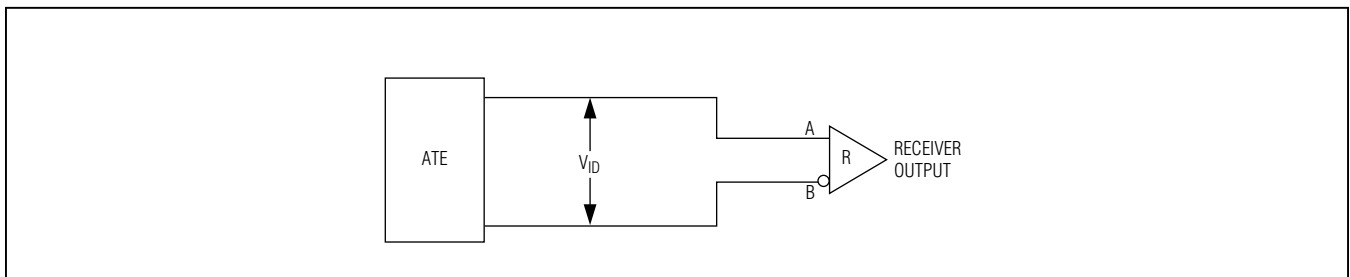 ATE
V_ID
A
B
R
RECEIVER
OUTPUT